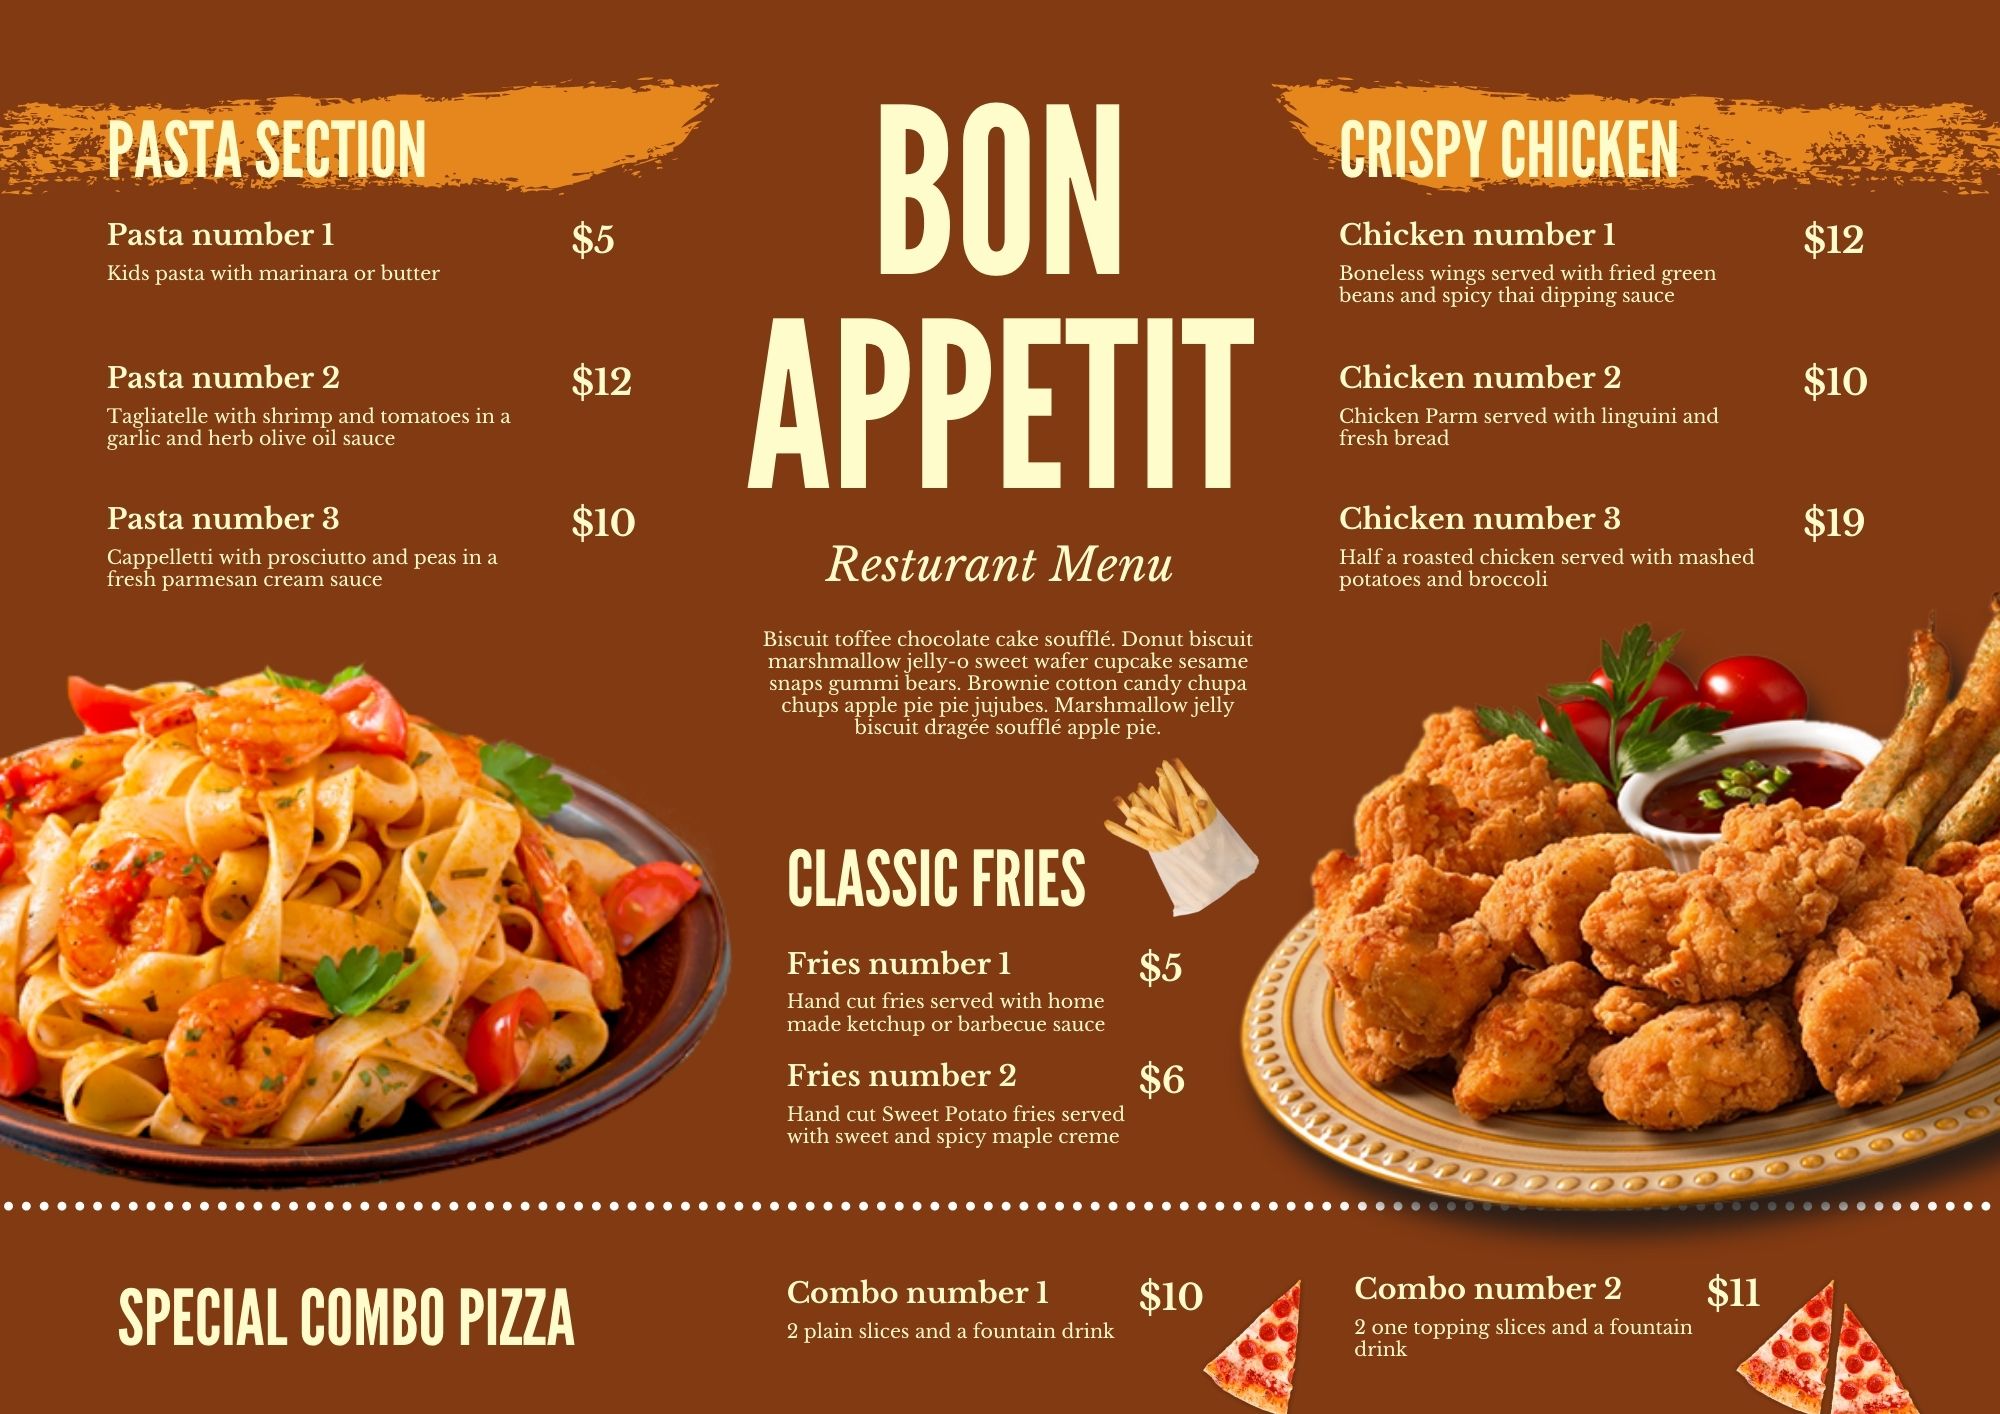 PASTA SECTION
Pasta number 1 $5
Kids pasta with marinara or butter
Pasta number 2 $12
Tagliatelle with shrimp and tomatoes in a
garlic and herb olive oil sauce
Pasta number 3 $10
Cappelletti with prosciutto and peas in a
fresh parmesan cream sauce
BON
APPETIT
Resturant Menu
Biscuit toffee chocolate cake soufflé. Donut biscuit
marshmallow jelly-o sweet wafer cupcake sesame
snaps gummi bears. Brownie cotton candy chupa
chups apple pie pie jujubes. Marshmallow jelly
biscuit dragée soufflé apple pie.
CLASSIC FRIES
Fries number 1 $5
Hand cut fries served with home
made ketchup or barbecue sauce
Fries number 2 $6
Hand cut Sweet Potato fries served
with sweet and spicy maple creme
CRISPY CHICKEN
Chicken number 1 $12
Boneless wings served with fried green
beans and spicy thai dipping sauce
Chicken number 2 $10
Chicken Parm served with linguini and
fresh bread
Chicken number 3 $19
Half a roasted chicken served with mashed
potatoes and broccoli
SPECIAL COMBO PIZZA
Combo number 1 $10
2 plain slices and a fountain drink
Combo number 2 $11
2 one topping slices and a fountain
drink